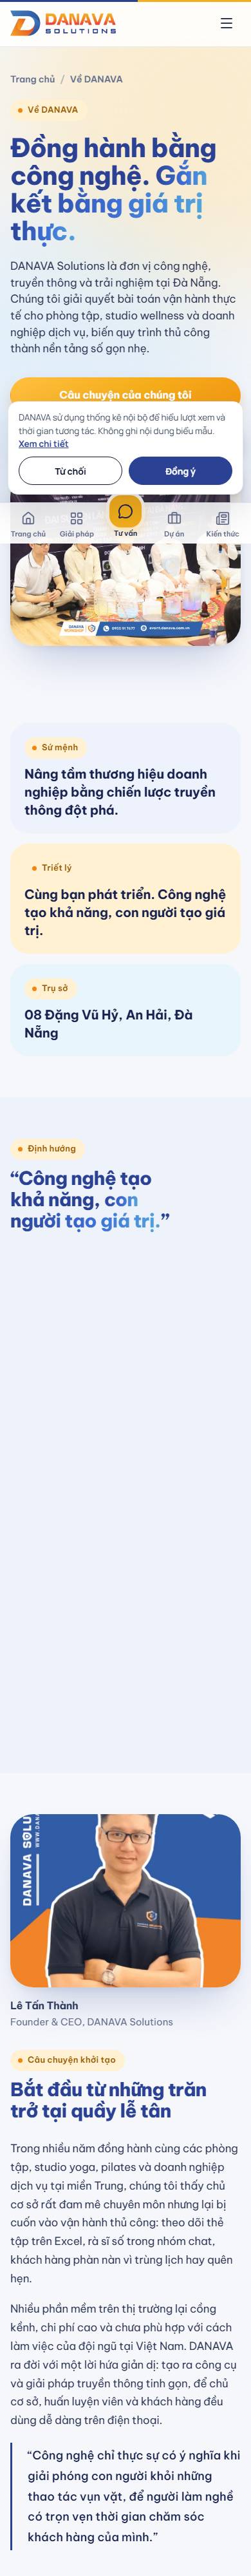 DANAVA
SOLUTIONS
Trang chủ / Về DANAVA
Về DANAVA
Đồng hành bằng
công nghệ. Gắn
kết bằng giá trị
thực.
DANAVA Solutions là đơn vị công nghệ,
truyền thông và trải nghiệm tại Đà Nẵng.
Chúng tôi giải quyết bài toán vận hành thực
tế cho phòng tập, studio wellness và doanh
nghiệp dịch vụ, biến quy trình thủ công
thành nền tảng số gọn nhẹ.
Câu chuyện của chúng tôi
DANAVA sử dụng thống kê nội bộ để hiểu lượt xem và
thời gian tương tác. Không ghi nội dung biểu mẫu.
Xem chi tiết
Từ chối
Đồng ý
Trang chủ
Giải pháp
Tư vấn
Dự án
Kiến thức
Sứ mệnh
Nâng tầm thương hiệu doanh
nghiệp bằng chiến lược truyền
thông đột phá.
Triết lý
Cùng bạn phát triển. Công nghệ
tạo khả năng, con người tạo giá
trị.
Trụ sở
08 Đặng Vũ Hỷ, An Hải, Đà
Nẵng
Định hướng
“Công nghệ tạo
khả năng, con
người tạo giá trị.”
Lê Tấn Thành
Founder & CEO, DANAVA Solutions
Câu chuyện khởi tạo
Bắt đầu từ những trăn
trở tại quầy lễ tân
Trong nhiều năm đồng hành cùng các phòng
tập, studio yoga, pilates và doanh nghiệp
dịch vụ tại miền Trung, chúng tôi thấy chủ
cơ sở rất đam mê chuyên môn nhưng lại bị
cuốn vào vận hành thủ công: theo dõi thẻ
tập trên Excel, rà sĩ số trong nhóm chat,
khách hàng phàn nàn vì trùng lịch hay quên
hẹn.
Nhiều phần mềm trên thị trường lại cồng
kềnh, chi phí cao và chưa phù hợp với cách
làm việc của đội ngũ tại Việt Nam. DANAVA
ra đời với một lời hứa giản dị: tạo ra công cụ
và giải pháp truyền thông tinh gọn, để chủ
cơ sở, huấn luyện viên và khách hàng đều
dùng dễ dàng trên điện thoại.
“Công nghệ chỉ thực sự có ý nghĩa khi
giải phóng con người khỏi những
thao tác vụn vặt, để người làm nghề
có trọn vẹn thời gian chăm sóc
khách hàng của mình.”